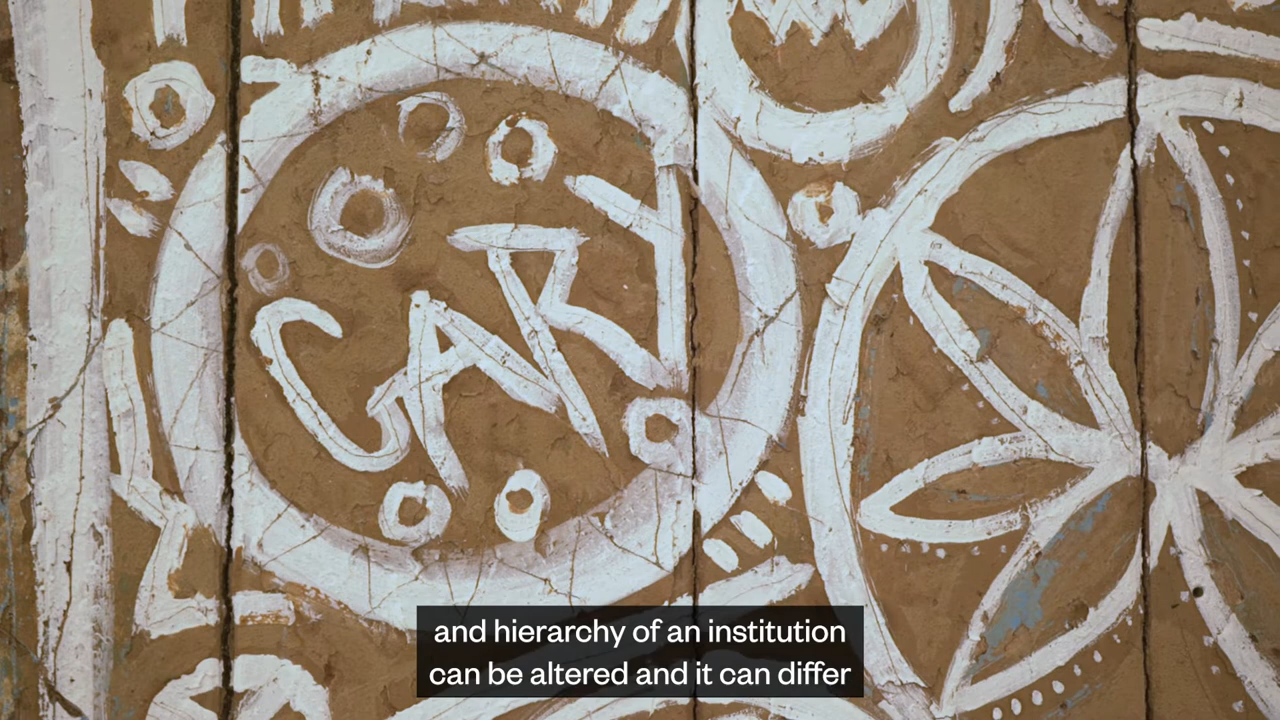 GARY
and hierarchy of an institution
can be altered and it can differ